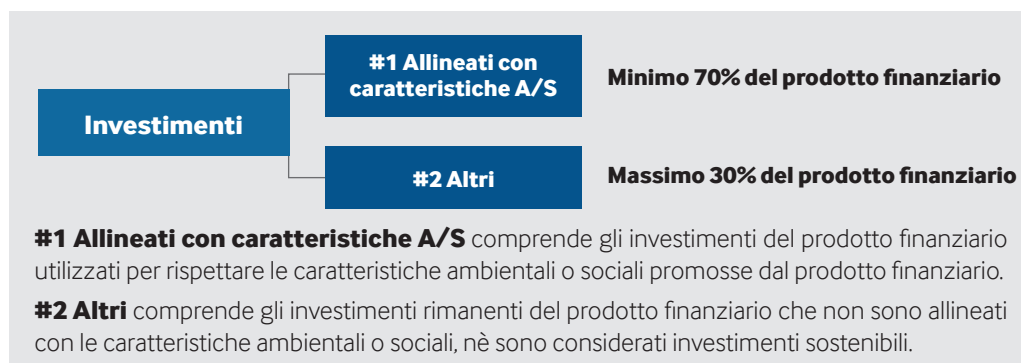 #1 Allineati con
caratteristiche A/S
Minimo 70% del prodotto finanziario
Investimenti
#2 Altri
Massimo 30% del prodotto finanziario
#1 Allineati con caratteristiche A/S comprende gli investimenti del prodotto finanziario
utilizzati per rispettare le caratteristiche ambientali o sociali promosse dal prodotto finanziario.
#2 Altri comprende gli investimenti rimanenti del prodotto finanziario che non sono allineati
con le caratteristiche ambientali o sociali, nè sono considerati investimenti sostenibili.